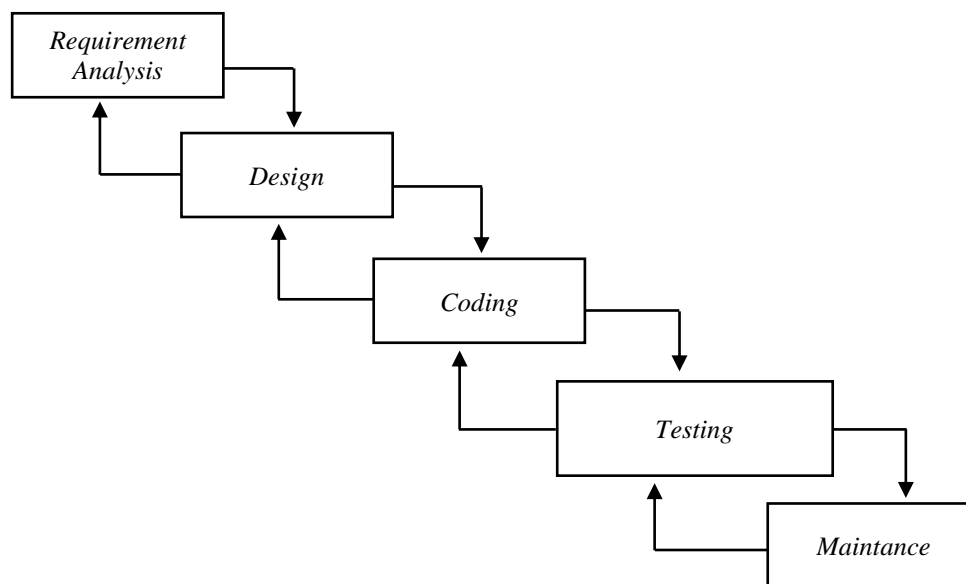 Requirement
Analysis
Design
Coding
Testing
Maintance